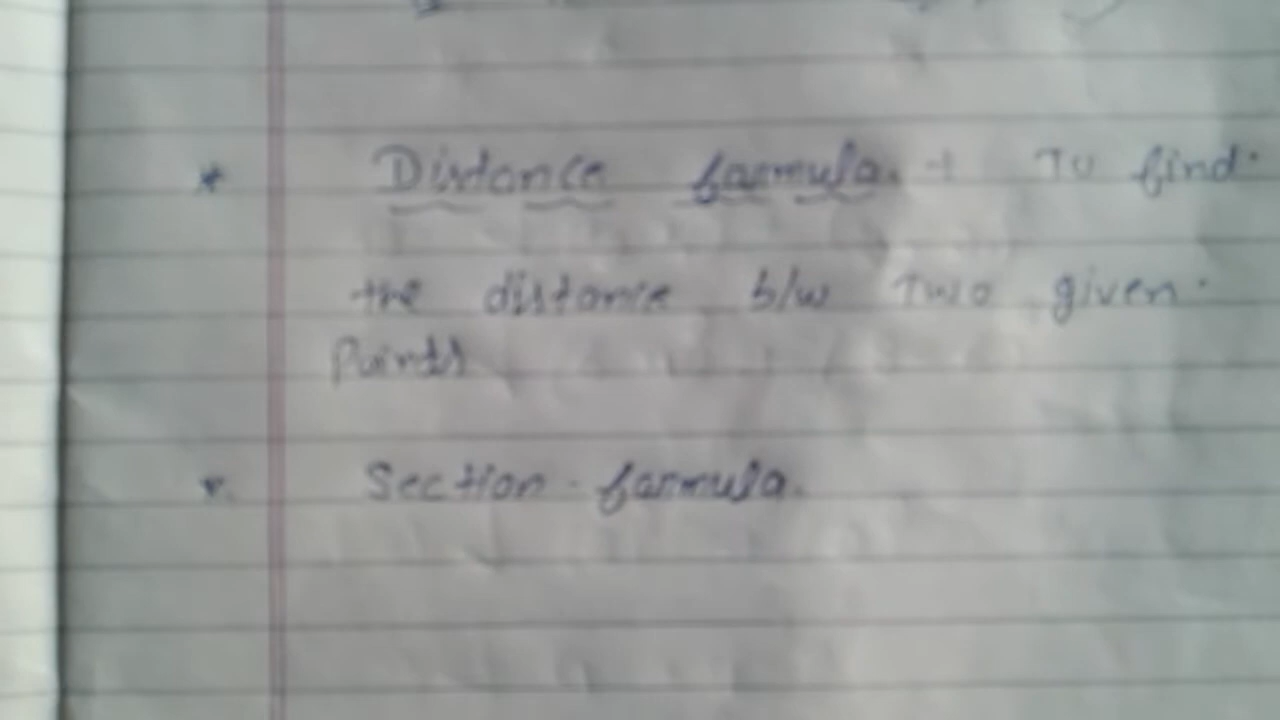 * Distance formula. → To find.
the distance b/w Two given.
Points
* Section formula.